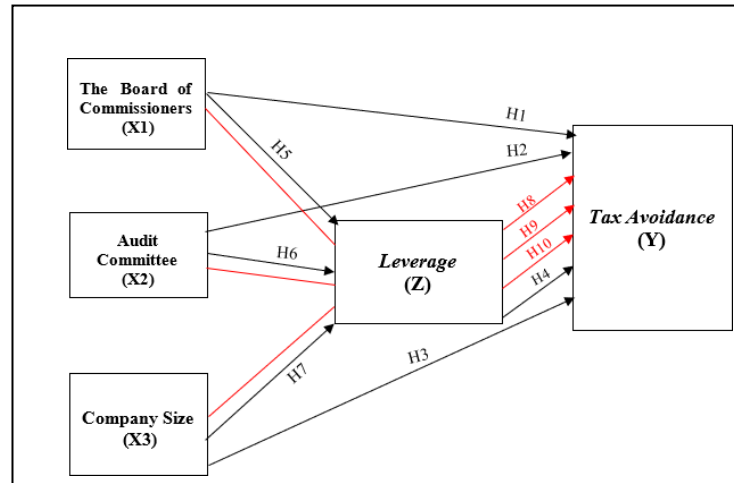 The Board of
Commissioners
(X1)
H1
H2
H5
Audit
Committee
(X2)
H6
Leverage
(Z)
H8
H9
H10
H4
Tax Avoidance
(Y)
H3
H7
Company Size
(X3)